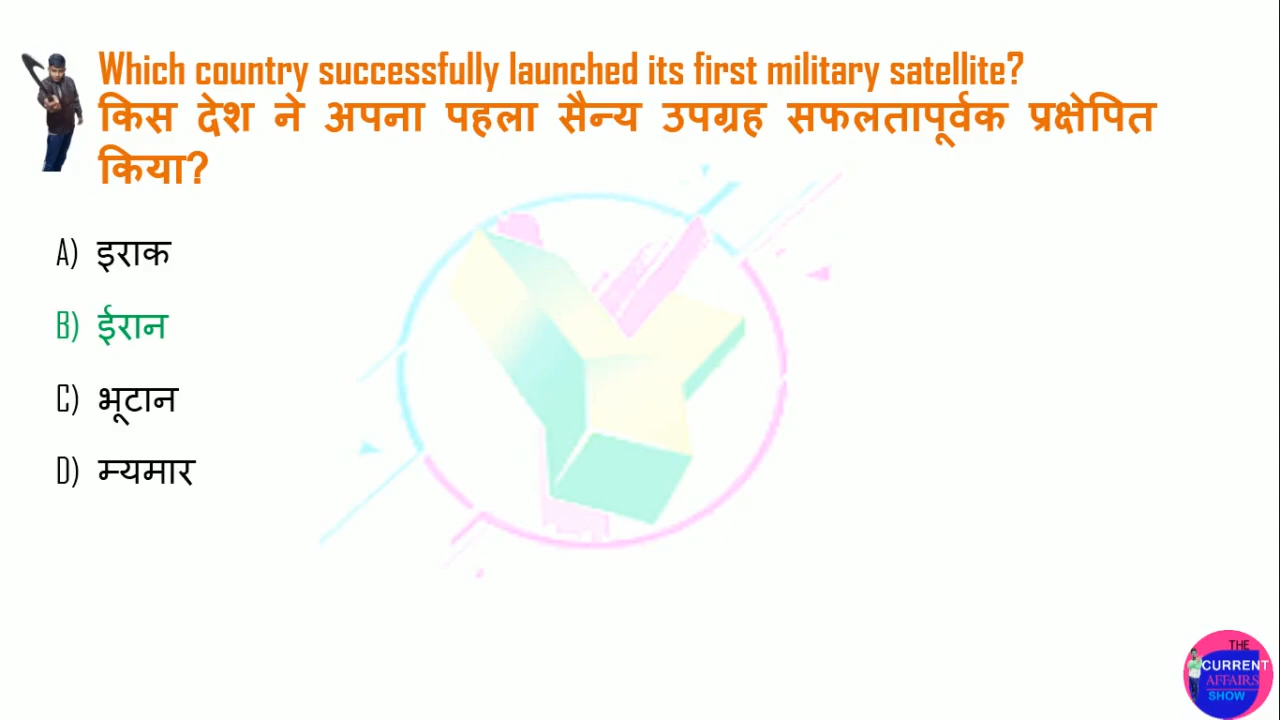 Which country successfully launched its first military satellite?
किस देश ने अपना पहला सैन्य उपग्रह सफलतापूर्वक प्रक्षेपित
किया?
A) इराक
B) ईरान
C) भूटान
D) म्यमार
THE
CURRENT
AFFAIRS
SHOW